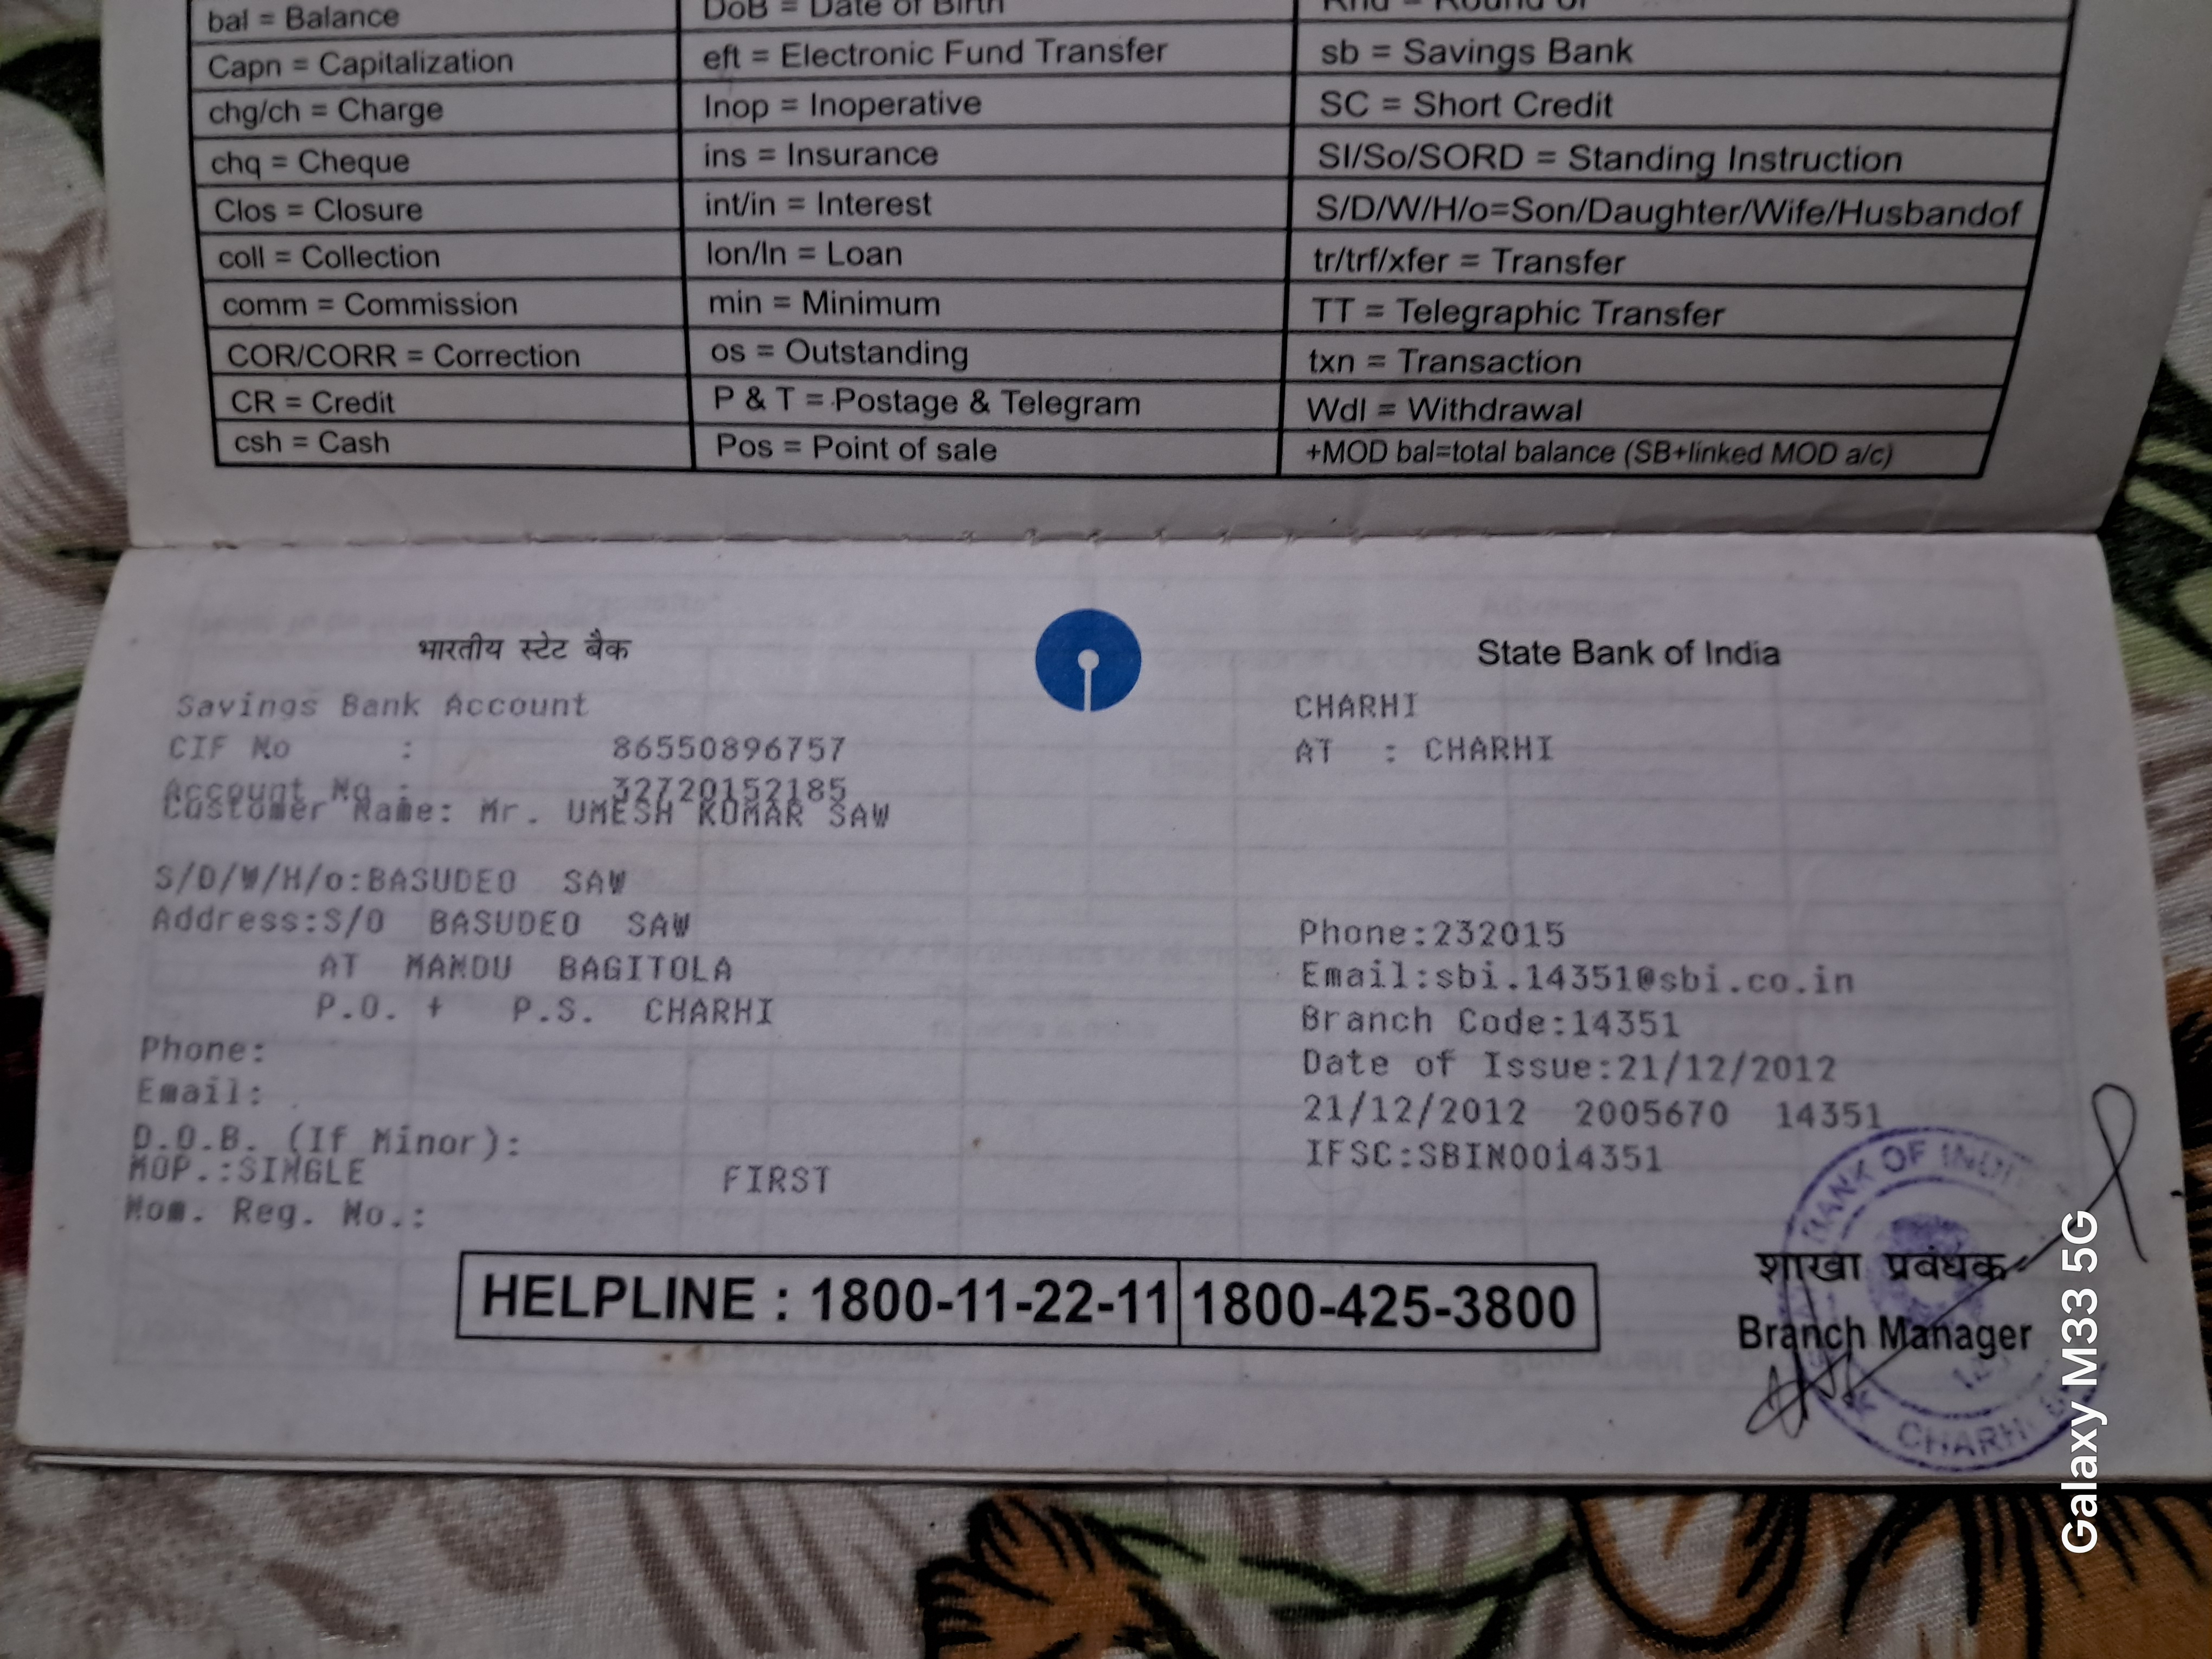 bal = Balance
DoB = Date of Birth
Rnd = Round of
Capn = Capitalization
eft = Electronic Fund Transfer
sb = Savings Bank
chg/ch = Charge
Inop = Inoperative
SC = Short Credit
chq = Cheque
ins = Insurance
SI/So/SORD = Standing Instruction
Clos = Closure
int/in = Interest
S/D/W/H/o=Son/Daughter/Wife/Husbandof
coll = Collection
lon/ln = Loan
tr/trf/xfer = Transfer
comm = Commission
min = Minimum
TT = Telegraphic Transfer
COR/CORR = Correction
os = Outstanding
txn = Transaction
CR = Credit
P & T = Postage & Telegram
Wdl = Withdrawal
csh = Cash
Pos = Point of sale
+MOD bal=total balance (SB+linked MOD a/c)
भारतीय स्टेट बैंक
State Bank of India
Savings Bank Account
CIF No : 86550896757
Account No : 32720152185
Customer Name: Mr. UMESH KUMAR SAW
S/D/W/H/o:BASUDEO SAW
Address:S/O BASUDEO SAW
AT MANDU BAGITOLA
P.O. + P.S. CHARHI
Phone:
Email:
D.O.B. (If Minor):
MOP.:SINGLE FIRST
Nom. Reg. No.:
CHARHI
AT : CHARHI
Phone:232015
Email:sbi.14351@sbi.co.in
Branch Code:14351
Date of Issue:21/12/2012
21/12/2012 2005670 14351
IFSC:SBIN0014351
HELPLINE : 1800-11-22-11 1800-425-3800
शाखा प्रबंधक
Branch Manager
BANK OF INDI
CHARHI
Galaxy M33 5G